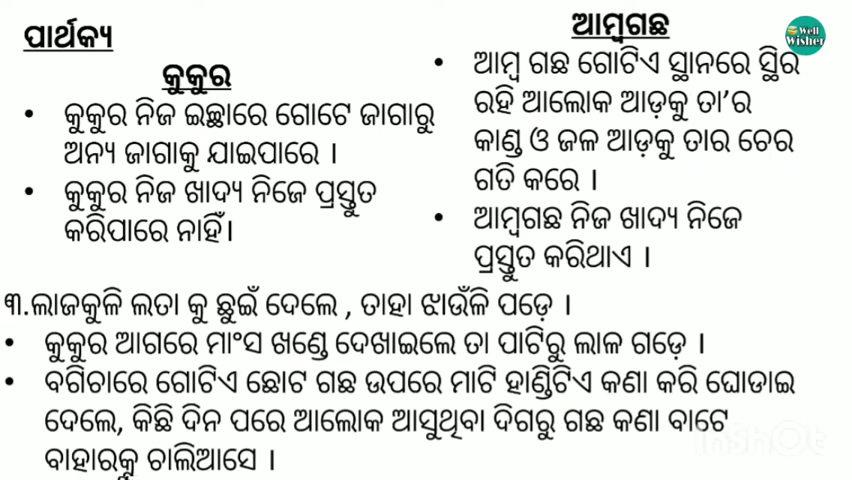 ପାର୍ଥକ୍ୟ
କୁକୁର
• କୁକୁର ନିଜ ଇଚ୍ଛାରେ ଗୋଟେ ଜାଗାରୁ
ଅନ୍ୟ ଜାଗାକୁ ଯାଇପାରେ ।
• କୁକୁର ନିଜ ଖାଦ୍ୟ ନିଜେ ପ୍ରସ୍ତୁତ
କରିପାରେ ନାହିଁ।
ଆମ୍ବଗଛ
• ଆମ୍ବ ଗଛ ଗୋଟିଏ ସ୍ଥାନରେ ସ୍ଥିର
ରହି ଆଲୋକ ଆଡ଼କୁ ତା'ର
କାଣ୍ଡ ଓ ଜଳ ଆଡ଼କୁ ତାର ଚେର
ଗତି କରେ ।
• ଆମ୍ବଗଛ ନିଜ ଖାଦ୍ୟ ନିଜେ
ପ୍ରସ୍ତୁତ କରିଥାଏ ।
Well
Wisher
୩.ଲାଜକୁଳି ଲତା କୁ ଛୁଇଁ ଦେଲେ , ତାହା ଝାଉଁଳି ପଡ଼େ ।
• କୁକୁର ଆଗରେ ମାଂସ ଖଣ୍ଡେ ଦେଖାଇଲେ ତା ପାଟିରୁ ଲାଳ ଗଡ଼େ ।
• ବଗିଚାରେ ଗୋଟିଏ ଛୋଟ ଗଛ ଉପରେ ମାଟି ହାଣ୍ଡିଟିଏ କଣା କରି ଘୋଡାଇ
ଦେଲେ, କିଛି ଦିନ ପରେ ଆଲୋକ ଆସୁଥିବା ଦିଗରୁ ଗଛ କଣା ବାଟେ
ବାହାରକୁ ଚାଲିଆସେ ।
InShOt